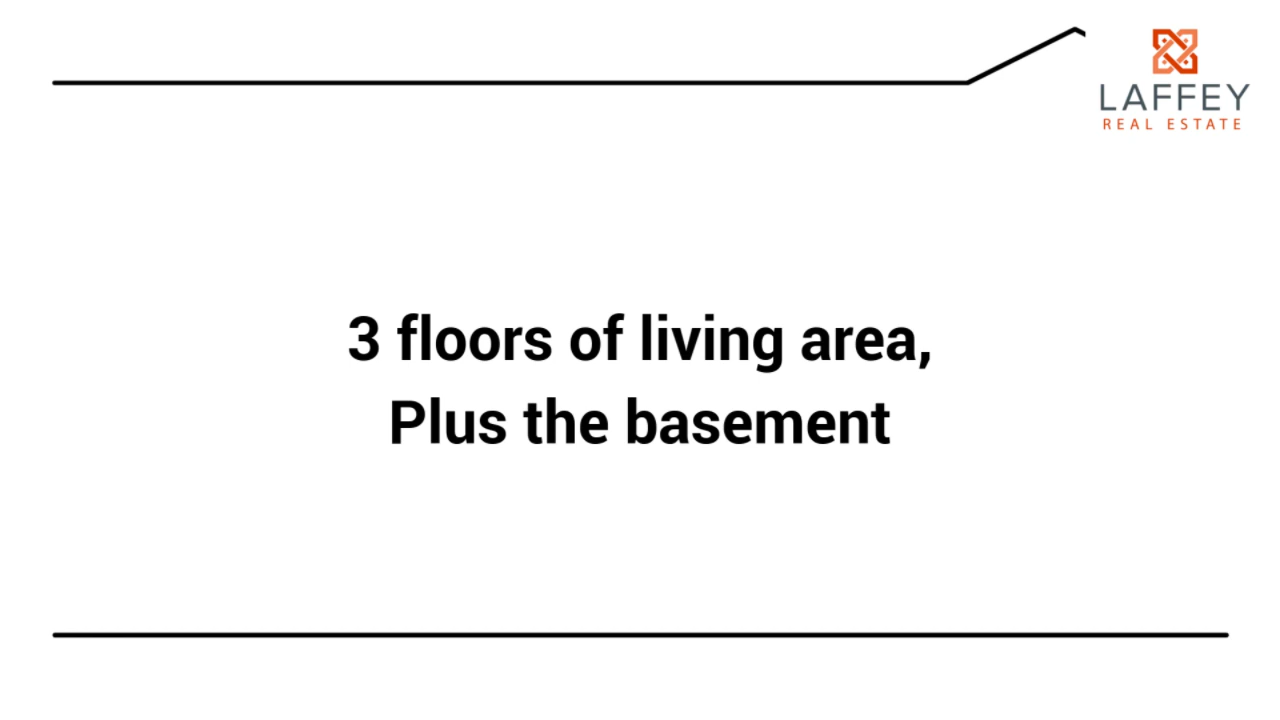 LAFFEY
REAL ESTATE
3 floors of living area,
Plus the basement